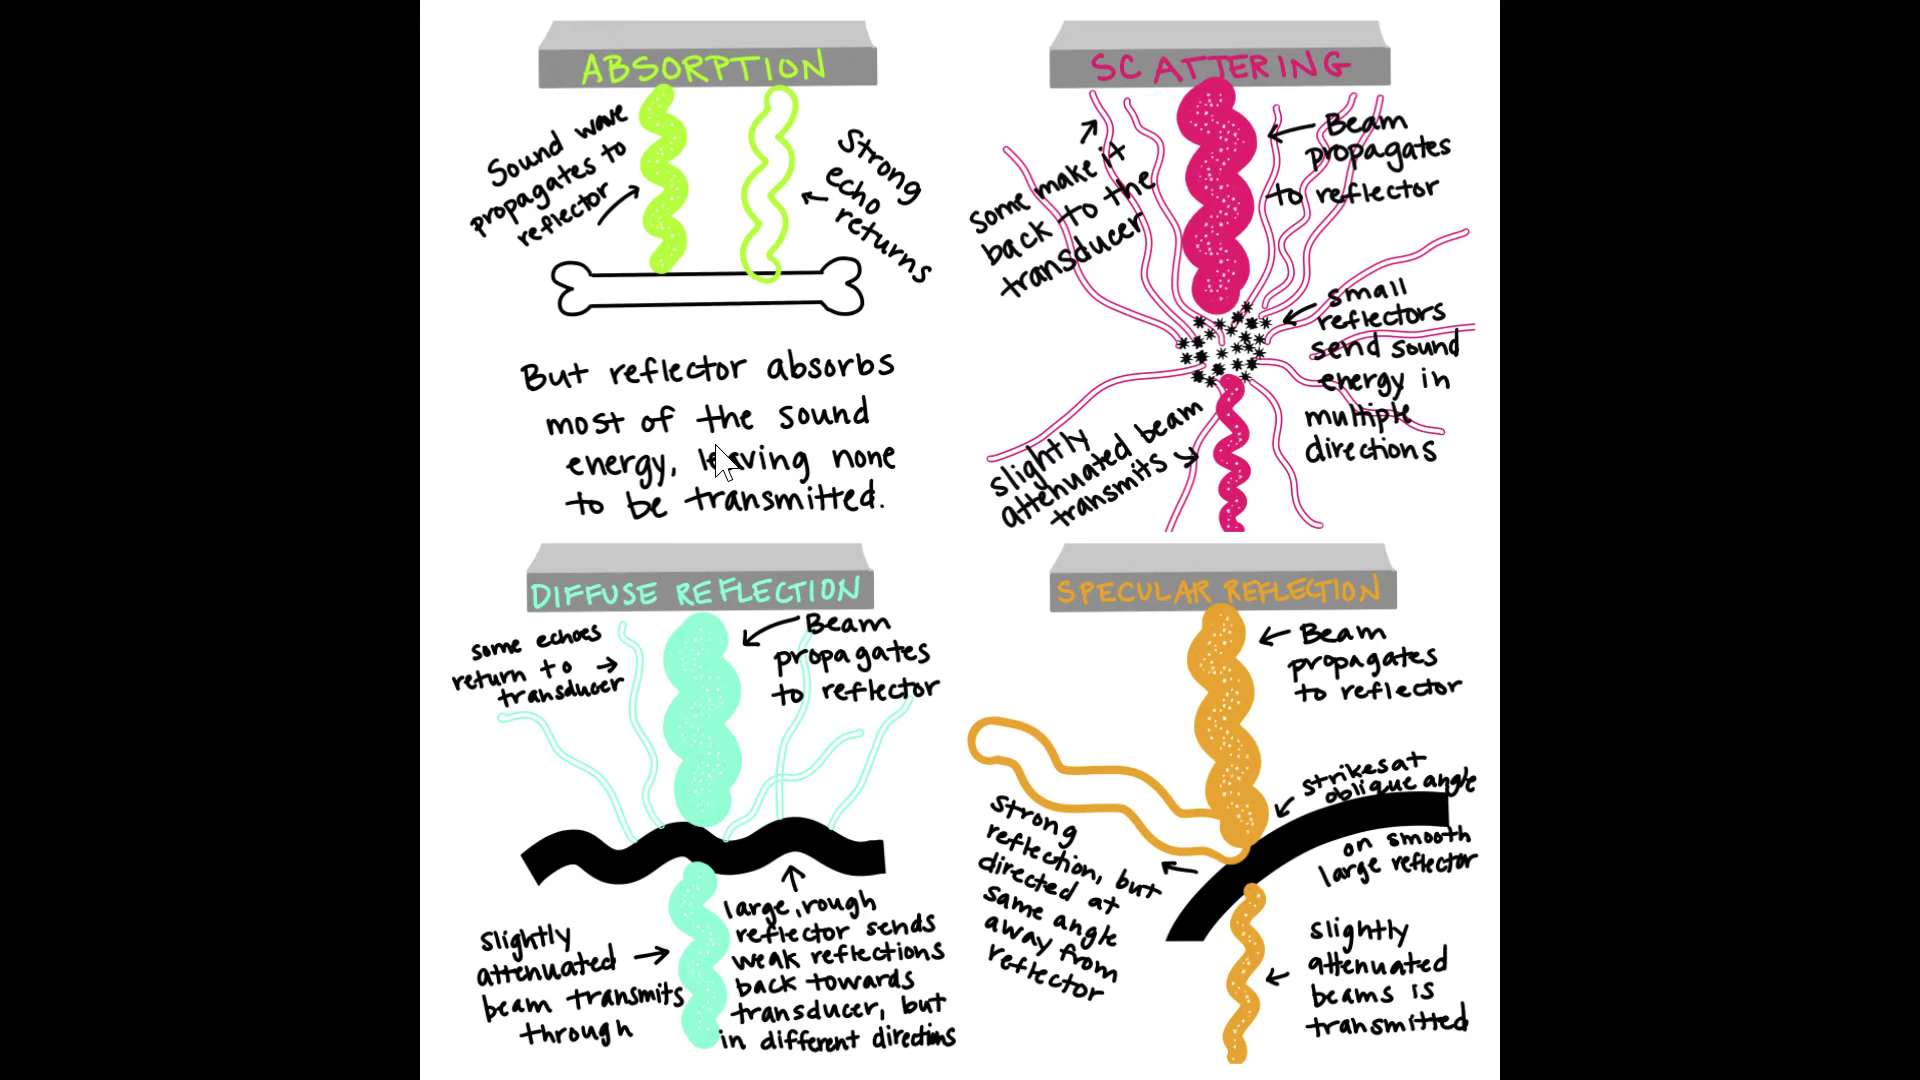 ABSORPTION
Sound wave
propagates to
reflector
Strong
echo
returns
But reflector absorbs
most of the sound
energy, leaving none
to be transmitted.
SCATTERING
some make it
back to the
transducer
Beam
propagates
to reflector
small
reflectors
send sound
energy in
multiple
directions
slightly
attenuated beam
transmits
DIFFUSE REFLECTION
some echoes
return to
transducer
Beam
propagates
to reflector
slightly
attenuated
beam transmits
through
large, rough
reflector sends
weak reflections
back towards
transducer, but
in different directions
SPECULAR REFLECTION
Beam
propagates
to reflector
strikes at
oblique angle
on smooth
large reflector
strong
reflection, but
directed at
same angle
away from
reflector
slightly
attenuated
beams is
transmitted